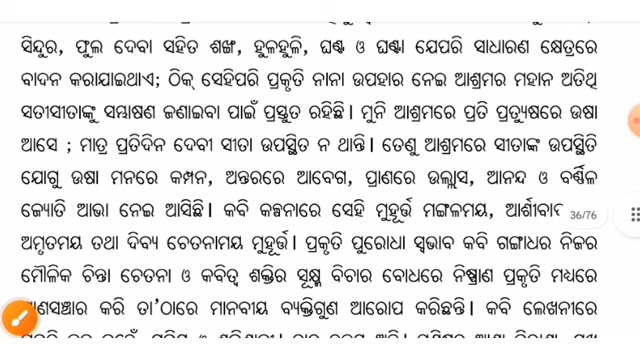 ସିନ୍ଦୁର, ଫୁଲ ଦେବା ସହିତ ଶଙ୍ଖ, ହୁଳହୁଳି, ଘଣ୍ଟ ଓ ଘଣ୍ଟା ଯେପରି ସାଧାରଣ କ୍ଷେତ୍ରରେ
ବାଦନ କରାଯାଇଥାଏ; ଠିକ୍ ସେହିପରି ପ୍ରକୃତି ନାନା ଉପହାର ନେଇ ଆଶ୍ରମର ମହାନ ଅତିଥି
ସତୀସୀତାଙ୍କୁ ସମ୍ଭାଷଣ ଜଣାଇବା ପାଇଁ ପ୍ରସ୍ତୁତ ରହିଛି। ମୁନି ଆଶ୍ରମରେ ପ୍ରତି ପ୍ରତ୍ୟୁଷରେ ଉଷା
ଆସେ ; ମାତ୍ର ପ୍ରତିଦିନ ଦେବୀ ସୀତା ଉପସ୍ଥିତ ନ ଥାନ୍ତି। ତେଣୁ ଆଶ୍ରମରେ ସୀତାଙ୍କ ଉପସ୍ଥିତି
ଯୋଗୁ ଉଷା ମନରେ କମ୍ପନ, ଅନ୍ତରରେ ଆବେଗ, ପ୍ରାଣରେ ଉଲ୍ଲାସ, ଆନନ୍ଦ ଓ ବର୍ଣ୍ଣିଳ
ଜ୍ୟୋତି ଆଭା ନେଇ ଆସିଛି। କବି କଳ୍ପନାରେ ସେହି ମୁହୂର୍ତ୍ତ ମଙ୍ଗଳମୟ, 36/76
ଅମୃତମୟ ତଥା ଦିବ୍ୟ ଚେତନାମୟ ମୁହୂର୍ତ୍ତ। ପ୍ରକୃତି ପୁରୋଧା ସ୍ୱଭାବ କବି ଗଙ୍ଗାଧର ନିଜର
ମୌଳିକ ଚିନ୍ତା ଚେତନା ଓ କବିତ୍ୱ ଶକ୍ତିର ସୂକ୍ଷ୍ମ ବିଚାର ବୋଧରେ ନିଷ୍ପ୍ରାଣ ପ୍ରକୃତି ମଧ୍ୟରେ
କରି ତା'ଠାରେ ମାନବୀୟ ବ୍ୟକ୍ତିଗୁଣ ଆରୋପ କରିଛନ୍ତି। କବି ଲେଖନୀରେ